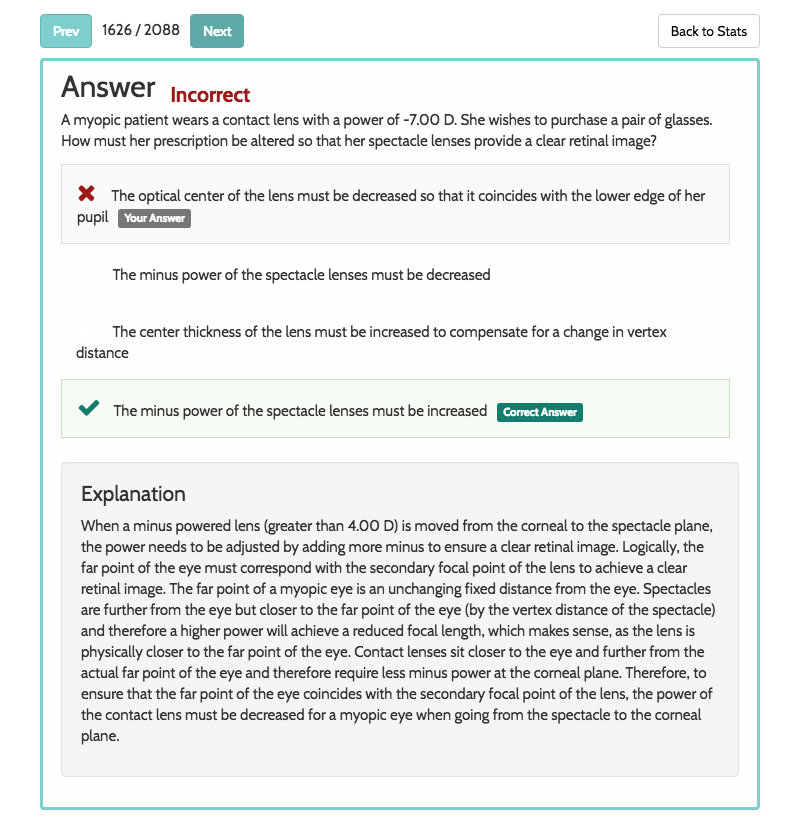 Prev 1626 / 2088 Next Back to Stats
Answer Incorrect
A myopic patient wears a contact lens with a power of -7.00 D. She wishes to purchase a pair of glasses.
How must her prescription be altered so that her spectacle lenses provide a clear retinal image?
The optical center of the lens must be decreased so that it coincides with the lower edge of her
pupil Your Answer
The minus power of the spectacle lenses must be decreased
The center thickness of the lens must be increased to compensate for a change in vertex
distance
The minus power of the spectacle lenses must be increased Correct Answer
Explanation
When a minus powered lens (greater than 4.00 D) is moved from the corneal to the spectacle plane,
the power needs to be adjusted by adding more minus to ensure a clear retinal image. Logically, the
far point of the eye must correspond with the secondary focal point of the lens to achieve a clear
retinal image. The far point of a myopic eye is an unchanging fixed distance from the eye. Spectacles
are further from the eye but closer to the far point of the eye (by the vertex distance of the spectacle)
and therefore a higher power will achieve a reduced focal length, which makes sense, as the lens is
physically closer to the far point of the eye. Contact lenses sit closer to the eye and further from the
actual far point of the eye and therefore require less minus power at the corneal plane. Therefore, to
ensure that the far point of the eye coincides with the secondary focal point of the lens, the power of
the contact lens must be decreased for a myopic eye when going from the spectacle to the corneal
plane.